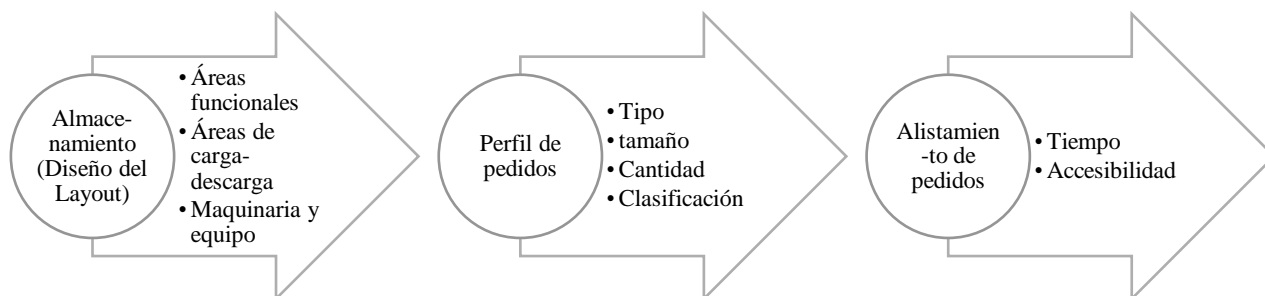 Almace-
namiento
(Diseño del
Layout)
• Áreas
funcionales
• Áreas de
carga-
descarga
• Maquinaria y
equipo
Perfil de
pedidos
• Tipo
• tamaño
• Cantidad
• Clasificación
Alistamien
-to de
pedidos
• Tiempo
• Accesibilidad